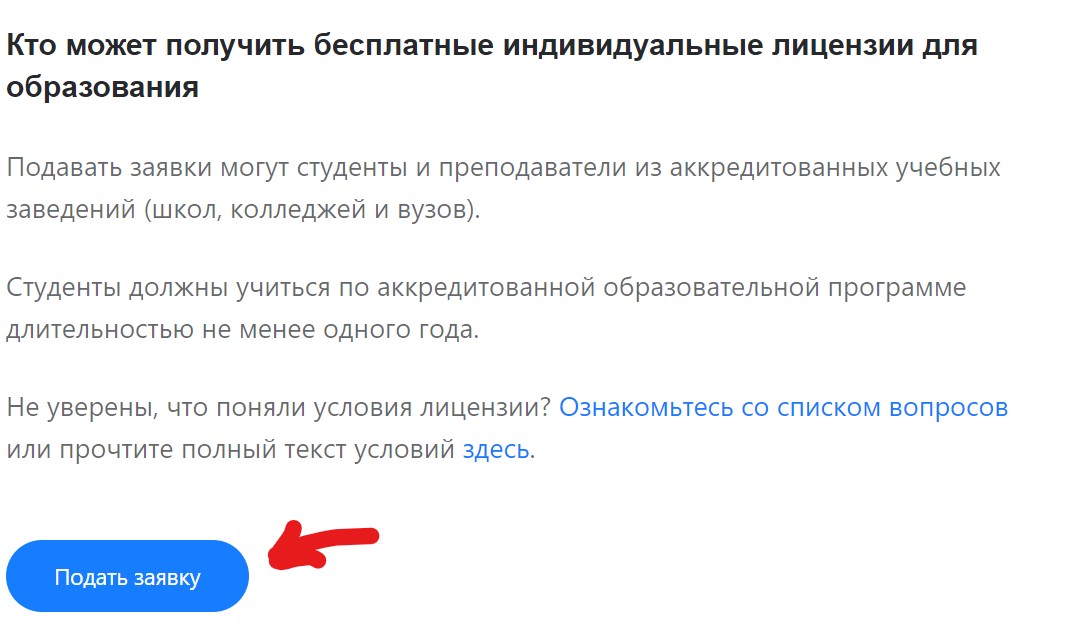 Кто может получить бесплатные индивидуальные лицензии для
образования
Подавать заявки могут студенты и преподаватели из аккредитованных учебных
заведений (школ, колледжей и вузов).
Студенты должны учиться по аккредитованной образовательной программе
длительностью не менее одного года.
Не уверены, что поняли условия лицензии? Ознакомьтесь со списком вопросов
или прочтите полный текст условий здесь.
Подать заявку